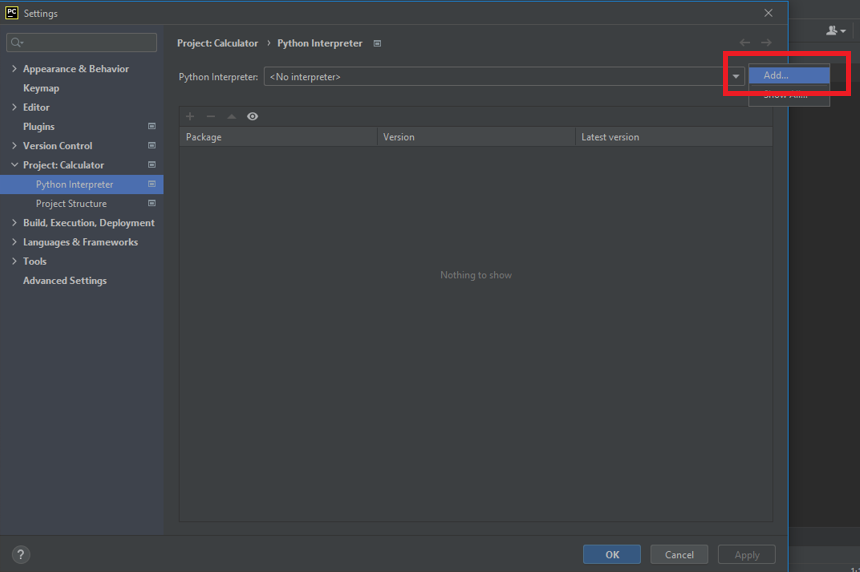 PC Settings
Project: Calculator › Python Interpreter
Appearance & Behavior
Keymap
Editor
Plugins
Version Control
Project: Calculator
Python Interpreter
Project Structure
Build, Execution, Deployment
Languages & Frameworks
Tools
Advanced Settings
Python Interpreter: <No interpreter>
Add...
Show All...
Package Version Latest version
Nothing to show
? OK Cancel Apply